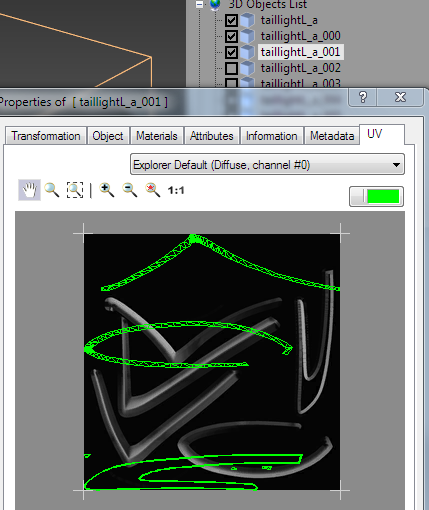 3D Objects List
taillightL_a
taillightL_a_000
taillightL_a_001
taillightL_a_002
taillightL_a_003
Properties of [ taillightL_a_001 ]
Transformation Object Materials Attributes Information Metadata UV
Explorer Default (Diffuse, channel #0)
1:1